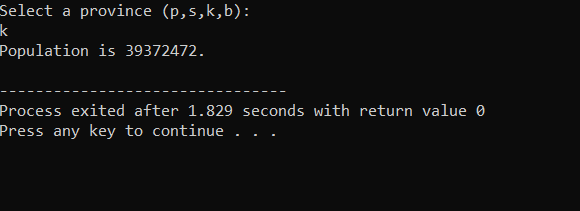 Select a province (p,s,k,b):
k
Population is 39372472.
--------------------------------
Process exited after 1.829 seconds with return value 0
Press any key to continue . . .